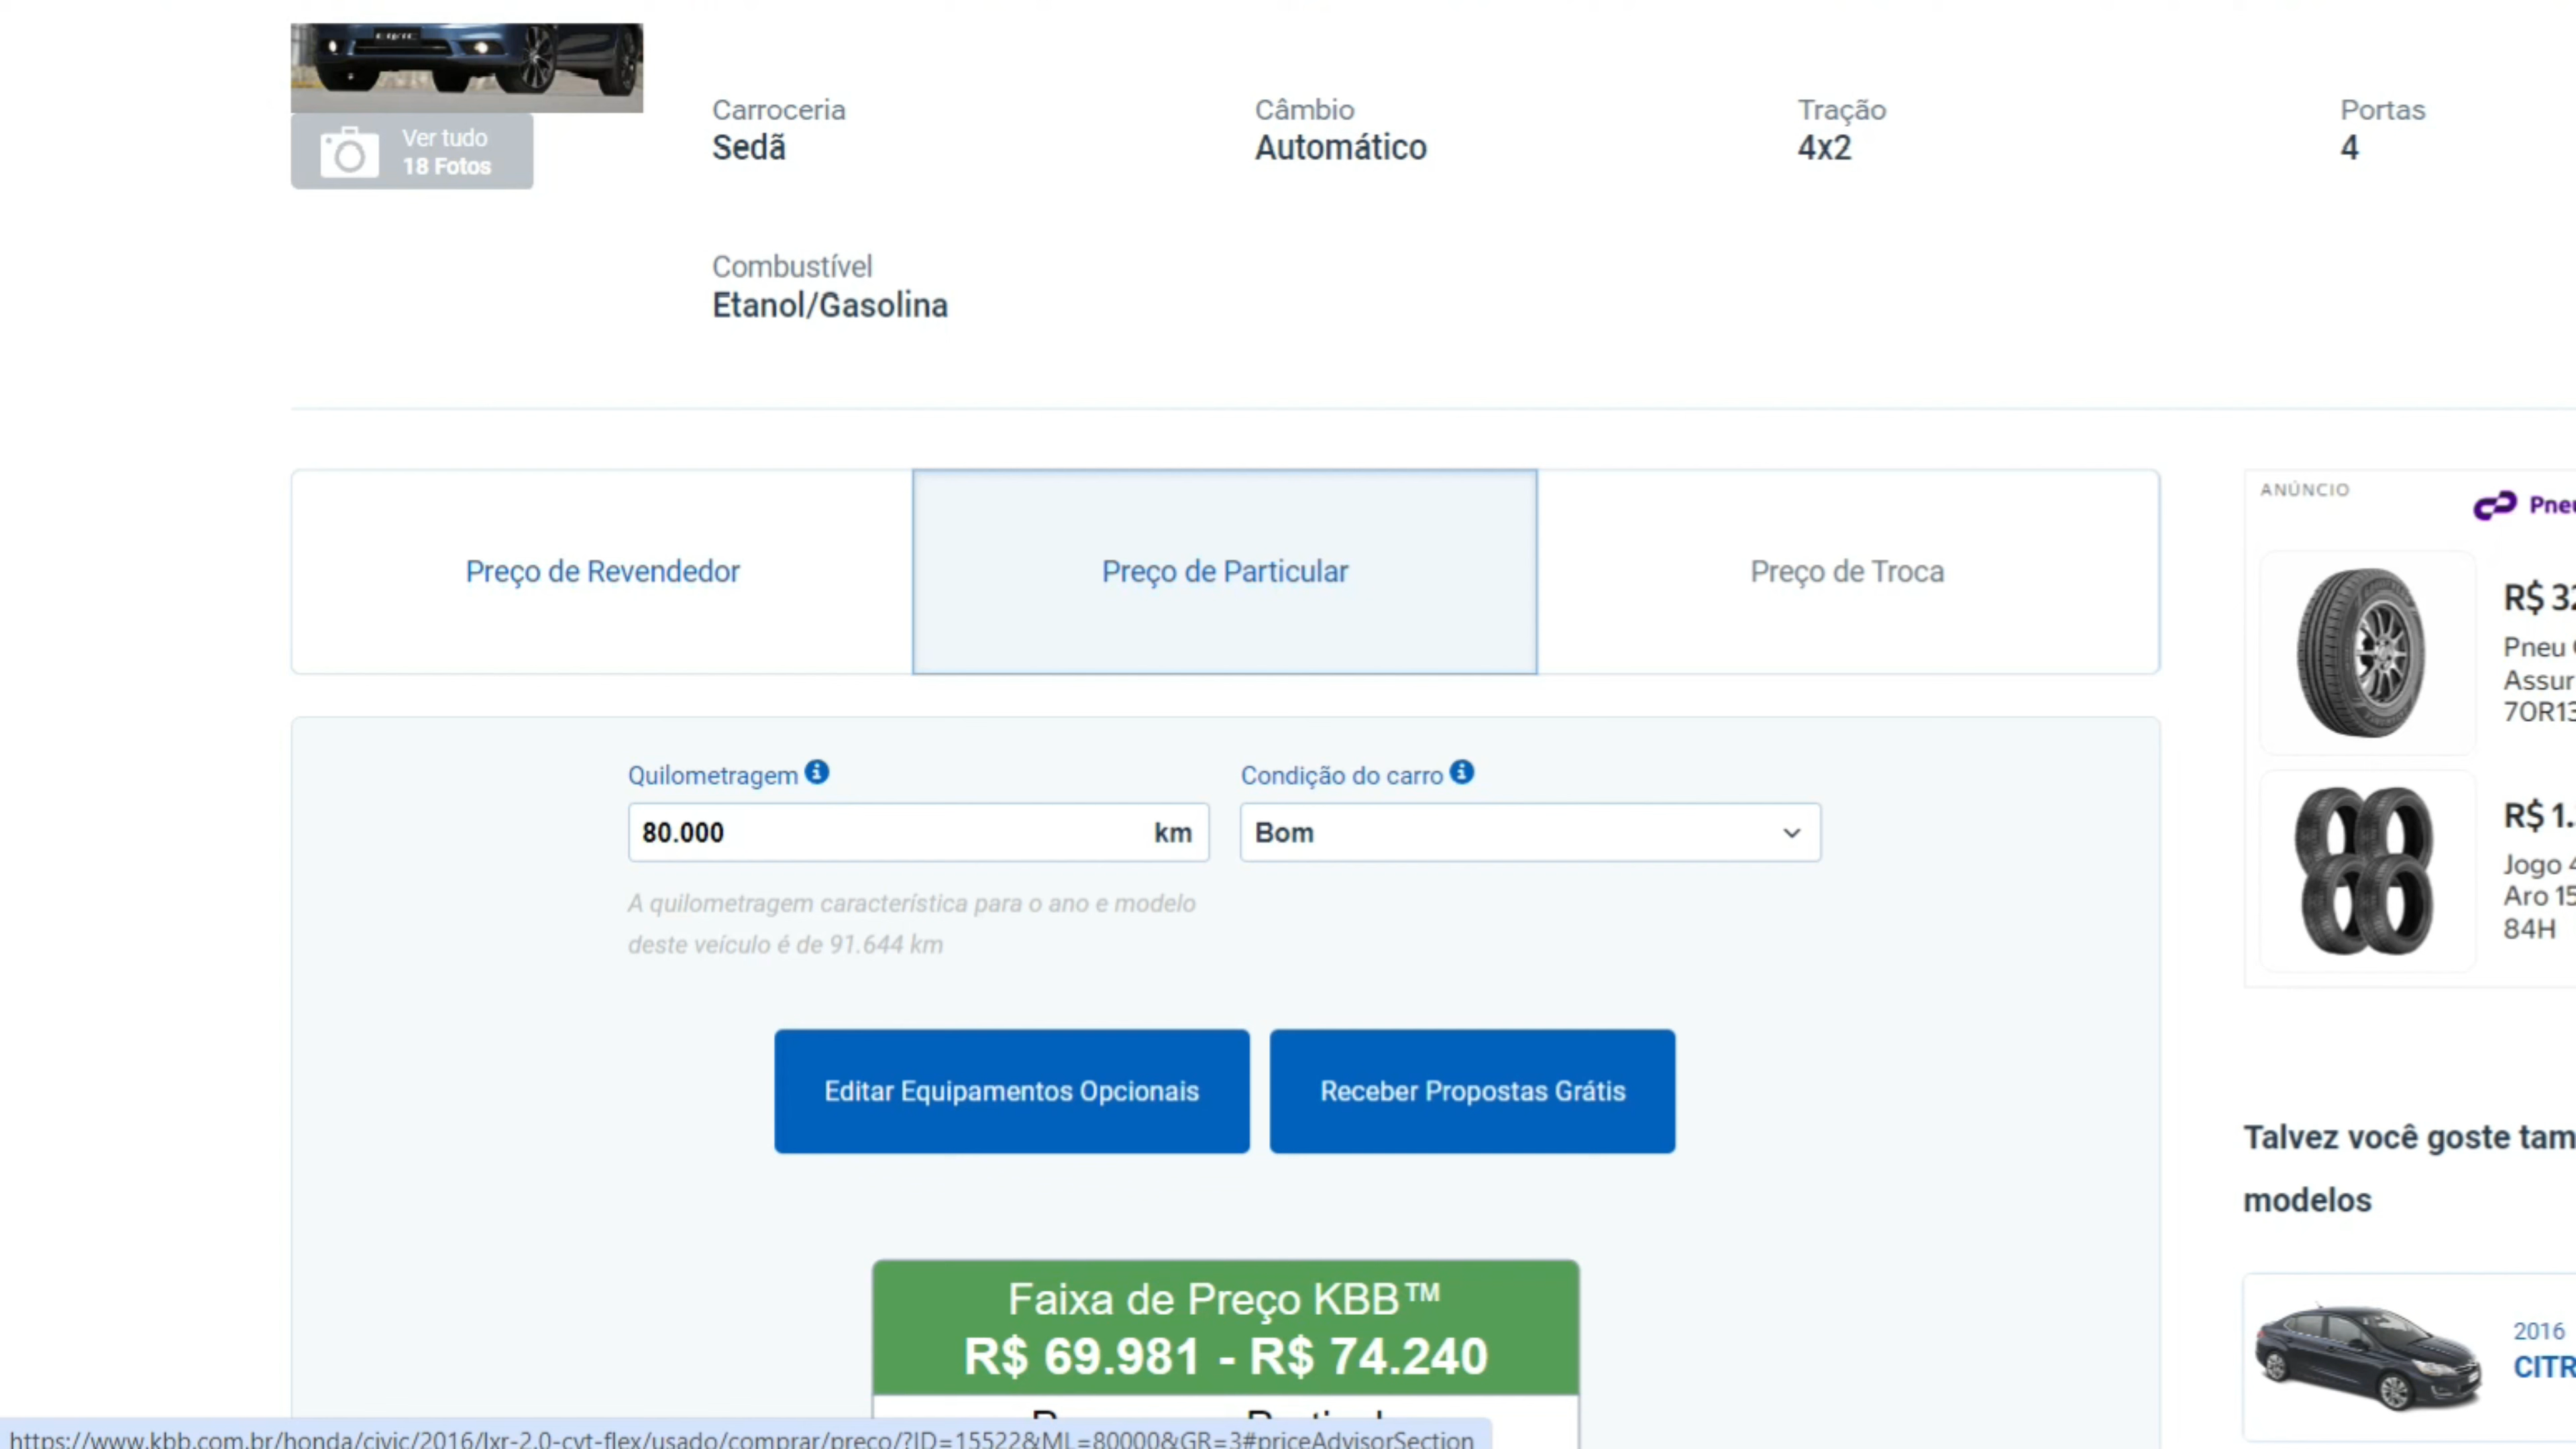 CIVIC
Ver tudo
18 Fotos
Carroceria
Sedã
Câmbio
Automático
Tração
4x2
Portas
4
Combustível
Etanol/Gasolina
Preço de Revendedor
Preço de Particular
Preço de Troca
Quilometragem
80.000 km
A quilometragem característica para o ano e modelo
deste veículo é de 91.644 km
Condição do carro
Bom
Editar Equipamentos Opcionais
Receber Propostas Grátis
Faixa de Preço KBB™
R$ 69.981 - R$ 74.240
ANÚNCIO
R$ 32
Pneu
Assur
70R13
R$ 1.
Jogo 4
Aro 15
84H
Talvez você goste tam
modelos
2016
CITR
https://www.kbb.com.br/honda/civic/2016/lxr-2.0-cvt-flex/usado/comprar/preco/?ID=15522&ML=80000&GR=3#priceAdvisorSection